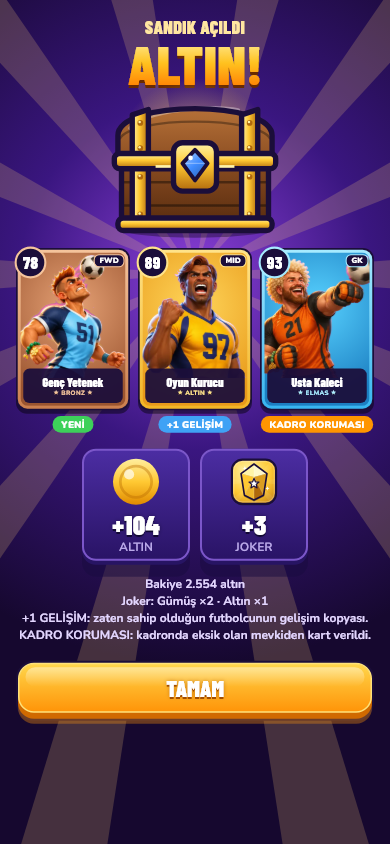 SANDIK AÇILDI
ALTIN!
78 FWD
51
Genç Yetenek
★ BRONZ ★
YENİ
89 MID
97
Oyun Kurucu
★ ALTIN ★
+1 GELİŞİM
93 GK
21
Usta Kaleci
★ ELMAS ★
KADRO KORUMASI
+104
ALTIN
+3
JOKER
Bakiye 2.554 altın
Joker: Gümüş ×2 · Altın ×1
+1 GELİŞİM: zaten sahip olduğun futbolcunun gelişim kopyası.
KADRO KORUMASI: kadronda eksik olan mevkiden kart verildi.
TAMAM